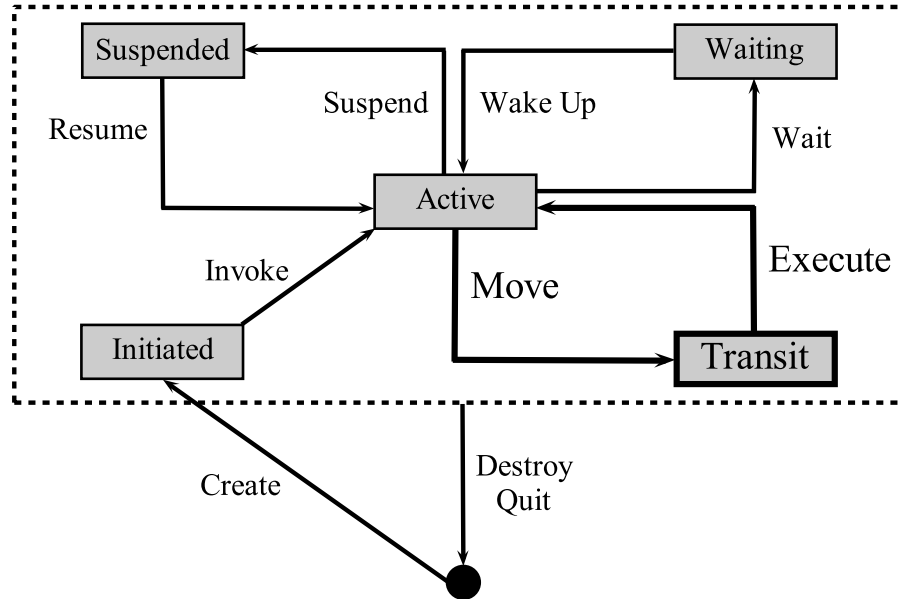 Suspended
Waiting
Suspend
Wake Up
Resume
Wait
Active
Execute
Invoke
Move
Initiated
Transit
Create
Destroy
Quit